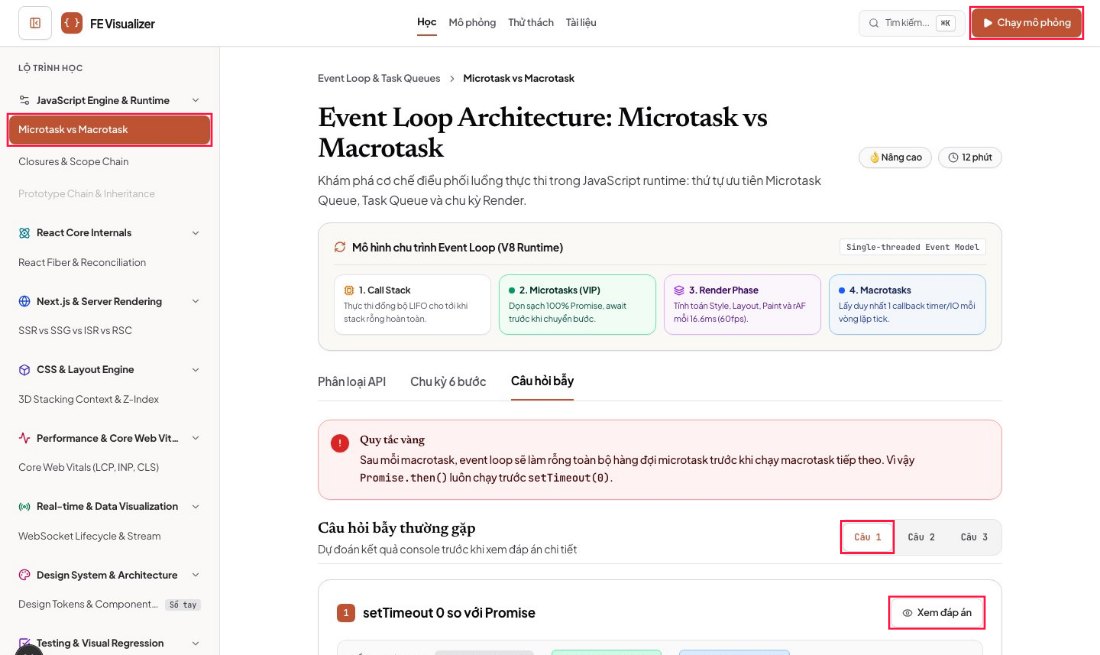 { } FE Visualizer
Học Mô phỏng Thử thách Tài liệu
Tìm kiếm... ⌘K
Chạy mô phỏng
LỘ TRÌNH HỌC
JavaScript Engine & Runtime
Microtask vs Macrotask
Closures & Scope Chain
Prototype Chain & Inheritance
React Core Internals
React Fiber & Reconciliation
Next.js & Server Rendering
SSR vs SSG vs ISR vs RSC
CSS & Layout Engine
3D Stacking Context & Z-Index
Performance & Core Web Vit...
Core Web Vitals (LCP, INP, CLS)
Real-time & Data Visualization
WebSocket Lifecycle & Stream
Design System & Architecture
Design Tokens & Component... Sổ tay
Testing & Visual Regression
Event Loop & Task Queues > Microtask vs Macrotask
Event Loop Architecture: Microtask vs
Macrotask
👌 Nâng cao
12 phút
Khám phá cơ chế điều phối luồng thực thi trong JavaScript runtime: thứ tự ưu tiên Microtask
Queue, Task Queue và chu kỳ Render.
Mô hình chu trình Event Loop (V8 Runtime)
Single-threaded Event Model
1. Call Stack
Thực thi đồng bộ LIFO cho tới khi
stack rỗng hoàn toàn.
2. Microtasks (VIP)
Dọn sạch 100% Promise, await
trước khi chuyển bước.
3. Render Phase
Tính toán Style, Layout, Paint và rAF
mỗi 16.6ms (60fps).
4. Macrotasks
Lấy duy nhất 1 callback timer/IO mỗi
vòng lặp tick.
Phân loại API Chu kỳ 6 bước Câu hỏi bẫy
Quy tắc vàng
Sau mỗi macrotask, event loop sẽ làm rỗng toàn bộ hàng đợi microtask trước khi chạy macrotask tiếp theo. Vì vậy
Promise.then() luôn chạy trước setTimeout(0).
Câu hỏi bẫy thường gặp
Dự đoán kết quả console trước khi xem đáp án chi tiết
Câu 1 Câu 2 Câu 3
1 setTimeout 0 so với Promise
Xem đáp án